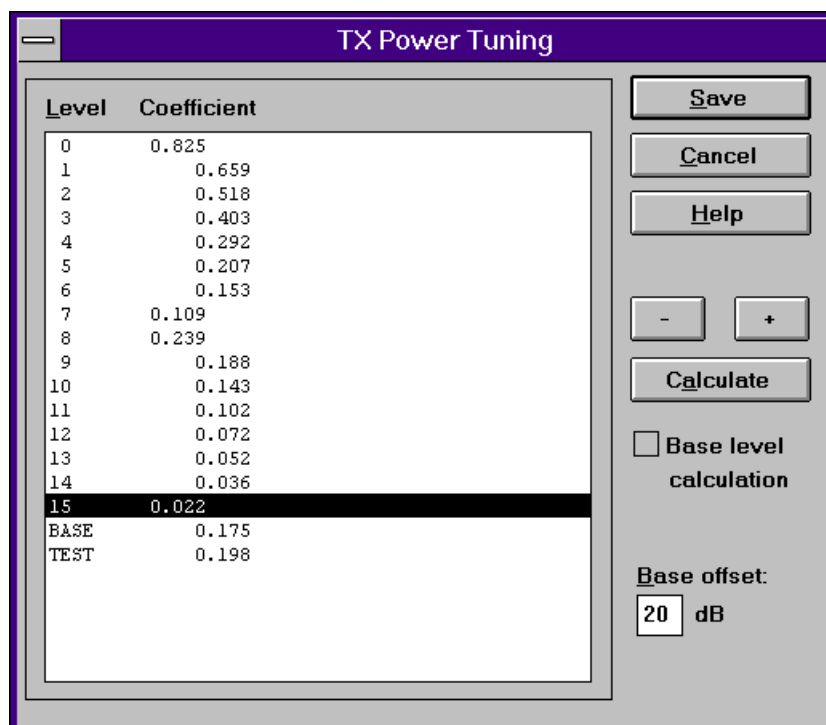 TX Power Tuning
Level Coefficient
0 0.825
1 0.659
2 0.518
3 0.403
4 0.292
5 0.207
6 0.153
7 0.109
8 0.239
9 0.188
10 0.143
11 0.102
12 0.072
13 0.052
14 0.036
15 0.022
BASE 0.175
TEST 0.198
Save
Cancel
Help
- +
Calculate
Base level
calculation
Base offset:
20 dB